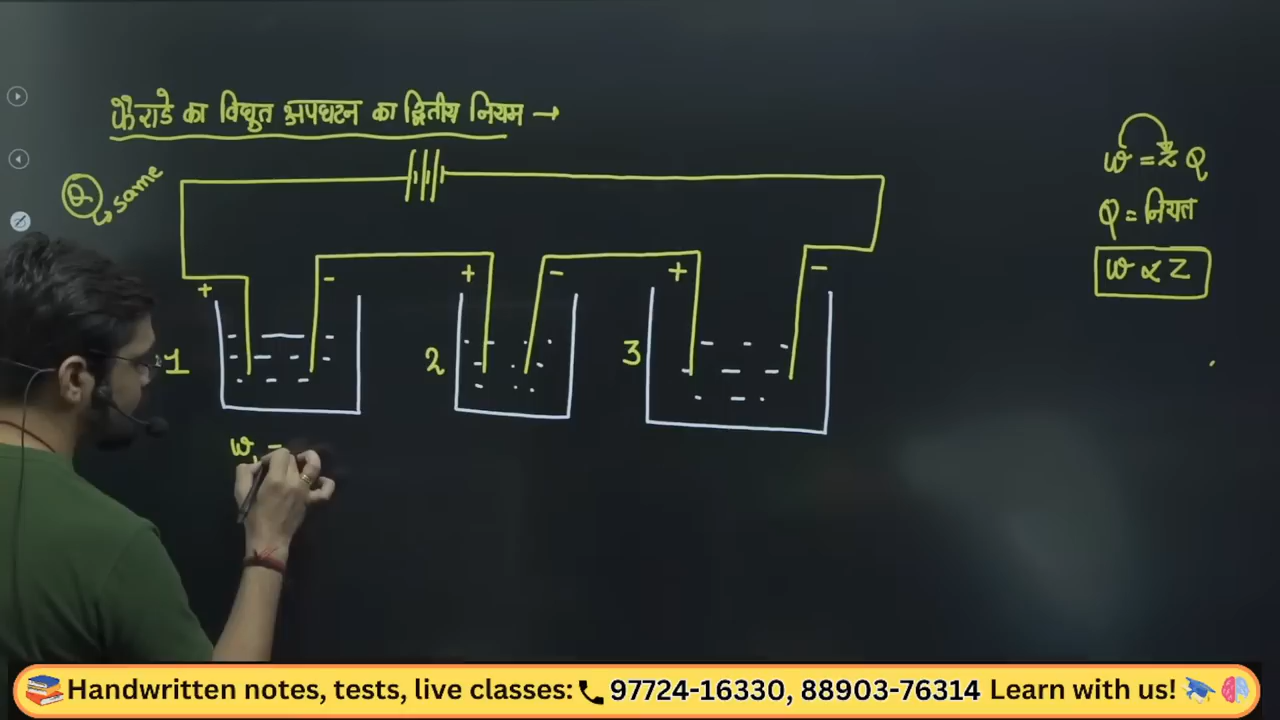 फैराडे का विद्युत अपघटन का द्वितीय नियम →
Q
↳ same
w = Z Q
Q = नियत
w ∝ Z
+ - + - + -
1 2 3
w₁ =
Handwritten notes, tests, live classes: 97724-16330, 88903-76314 Learn with us!